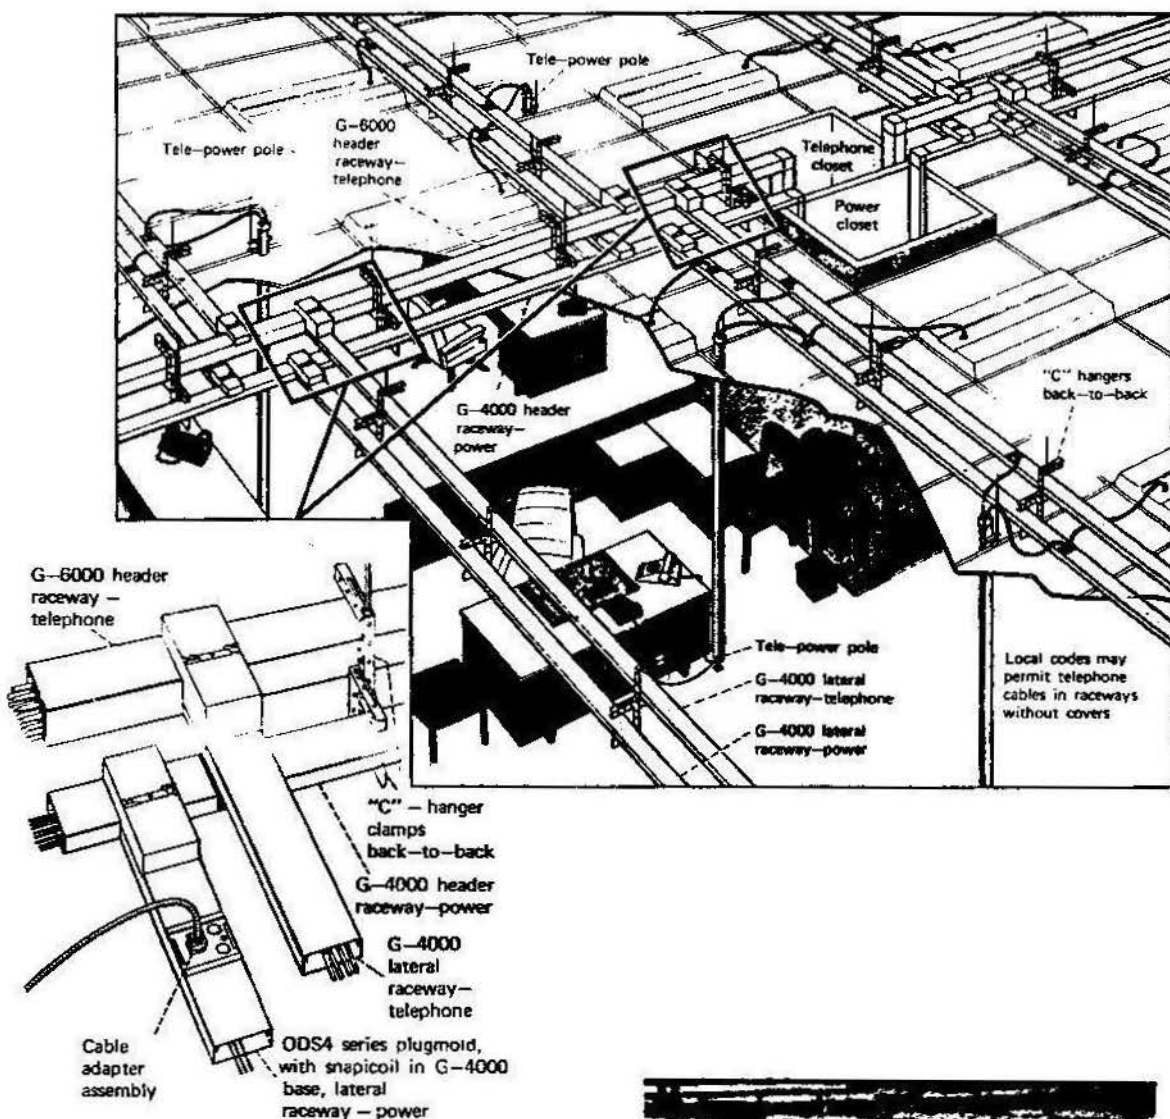 Tele-power pole
G-6000
header
raceway-
telephone
Tele-power pole
Telephone
closet
Power
closet
"C" hangers
back-to-back
G-4000 header
raceway-
power
Tele-power pole
G-4000 lateral
raceway-telephone
G-4000 lateral
raceway-power
Local codes may
permit telephone
cables in raceways
without covers
G-6000 header
raceway –
telephone
"C" – hanger
clamps
back-to-back
G-4000 header
raceway-power
G-4000
lateral
raceway-
telephone
Cable
adapter
assembly
ODS4 series plugmold,
with snapicoil in G-4000
base, lateral
raceway – power